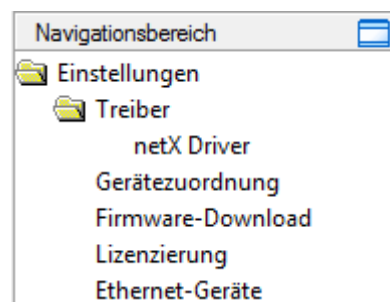 Navigationsbereich
Einstellungen
Treiber
netX Driver
Gerätezuordnung
Firmware-Download
Lizenzierung
Ethernet-Geräte